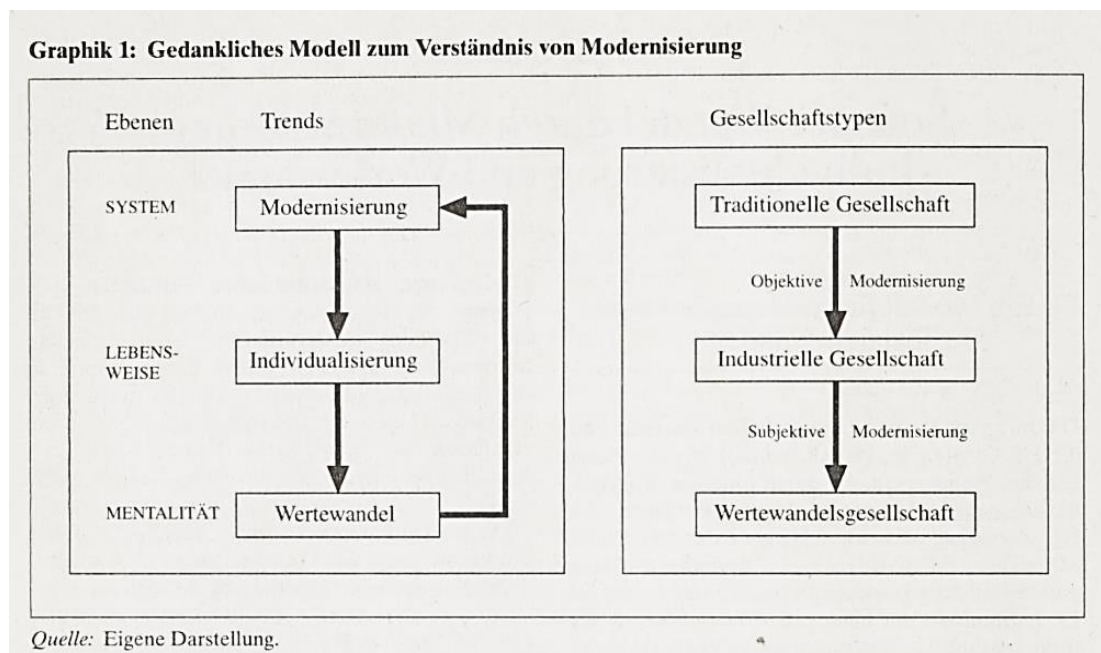 Graphik 1: Gedankliches Modell zum Verständnis von Modernisierung
Ebenen Trends
Gesellschaftstypen
SYSTEM
Modernisierung
Traditionelle Gesellschaft
Objektive Modernisierung
LEBENS-
WEISE
Individualisierung
Industrielle Gesellschaft
Subjektive Modernisierung
MENTALITÄT
Wertewandel
Wertewandelsgesellschaft
Quelle: Eigene Darstellung.